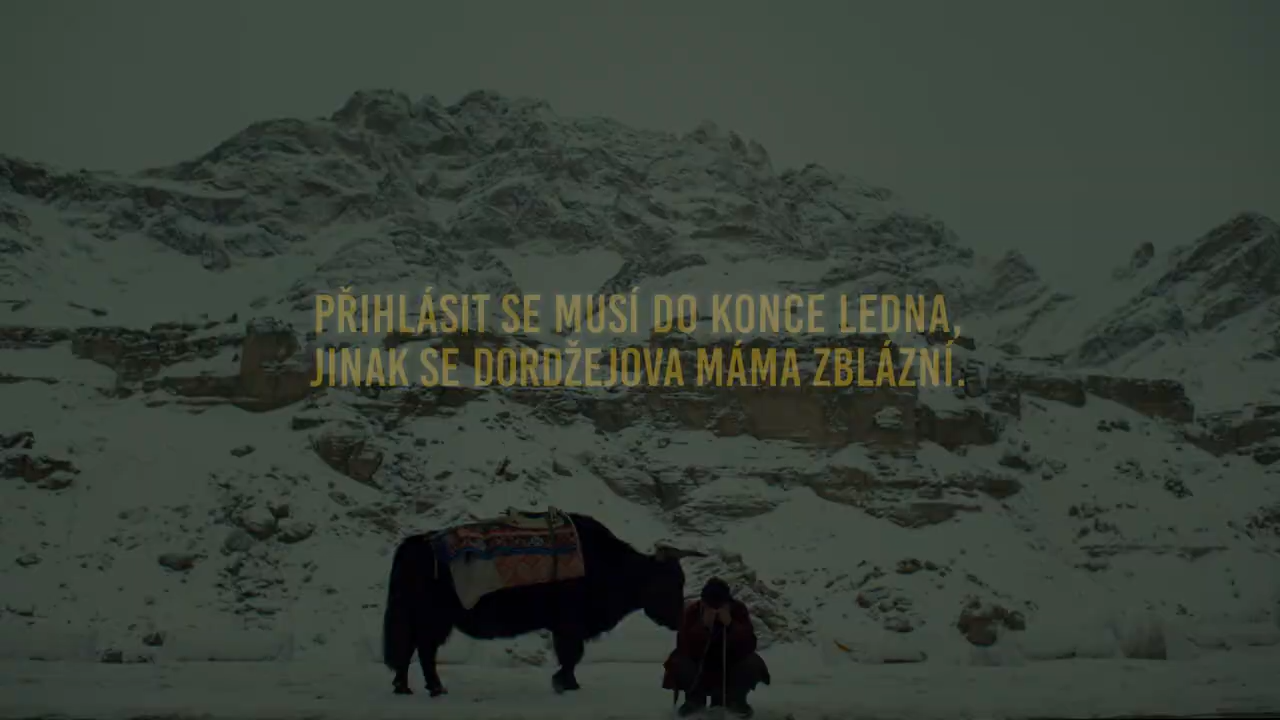 PŘIHLÁSIT SE MUSÍ DO KONCE LEDNA,
JINAK SE DORDŽEJOVA MÁMA ZBLÁZNÍ.